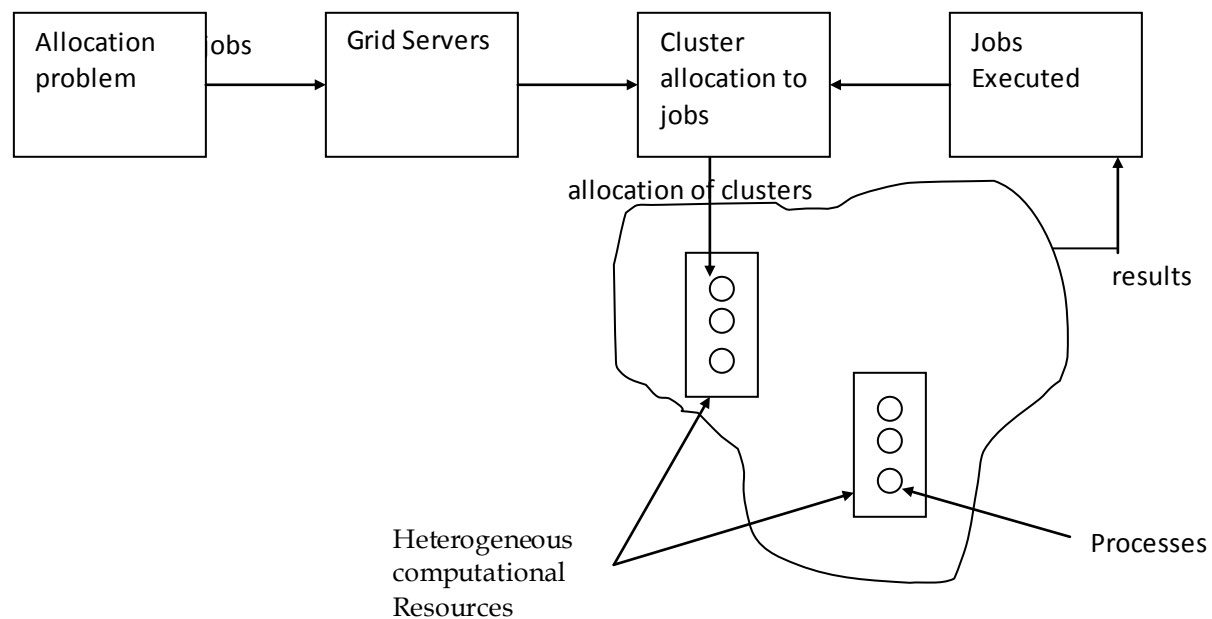 Allocation
problem
jobs
Grid Servers
Cluster
allocation to
jobs
Jobs
Executed
allocation of clusters
results
Heterogeneous
computational
Resources
Processes